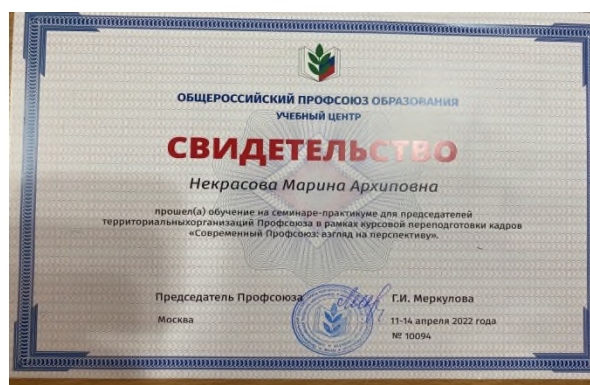 ОБЩЕРОССИЙСКИЙ ПРОФСОЮЗ ОБРАЗОВАНИЯ
УЧЕБНЫЙ ЦЕНТР
СВИДЕТЕЛЬСТВО
Некрасова Марина Архиповна
прошел(а) обучение на семинаре-практикуме для председателей
территориальныхорганизаций Профсоюза в рамках курсовой переподготовки кадров
«Современный Профсоюз: взгляд на перспективу».
Председатель Профсоюза
Г.И. Меркулова
Москва
11-14 апреля 2022 года
№ 10094